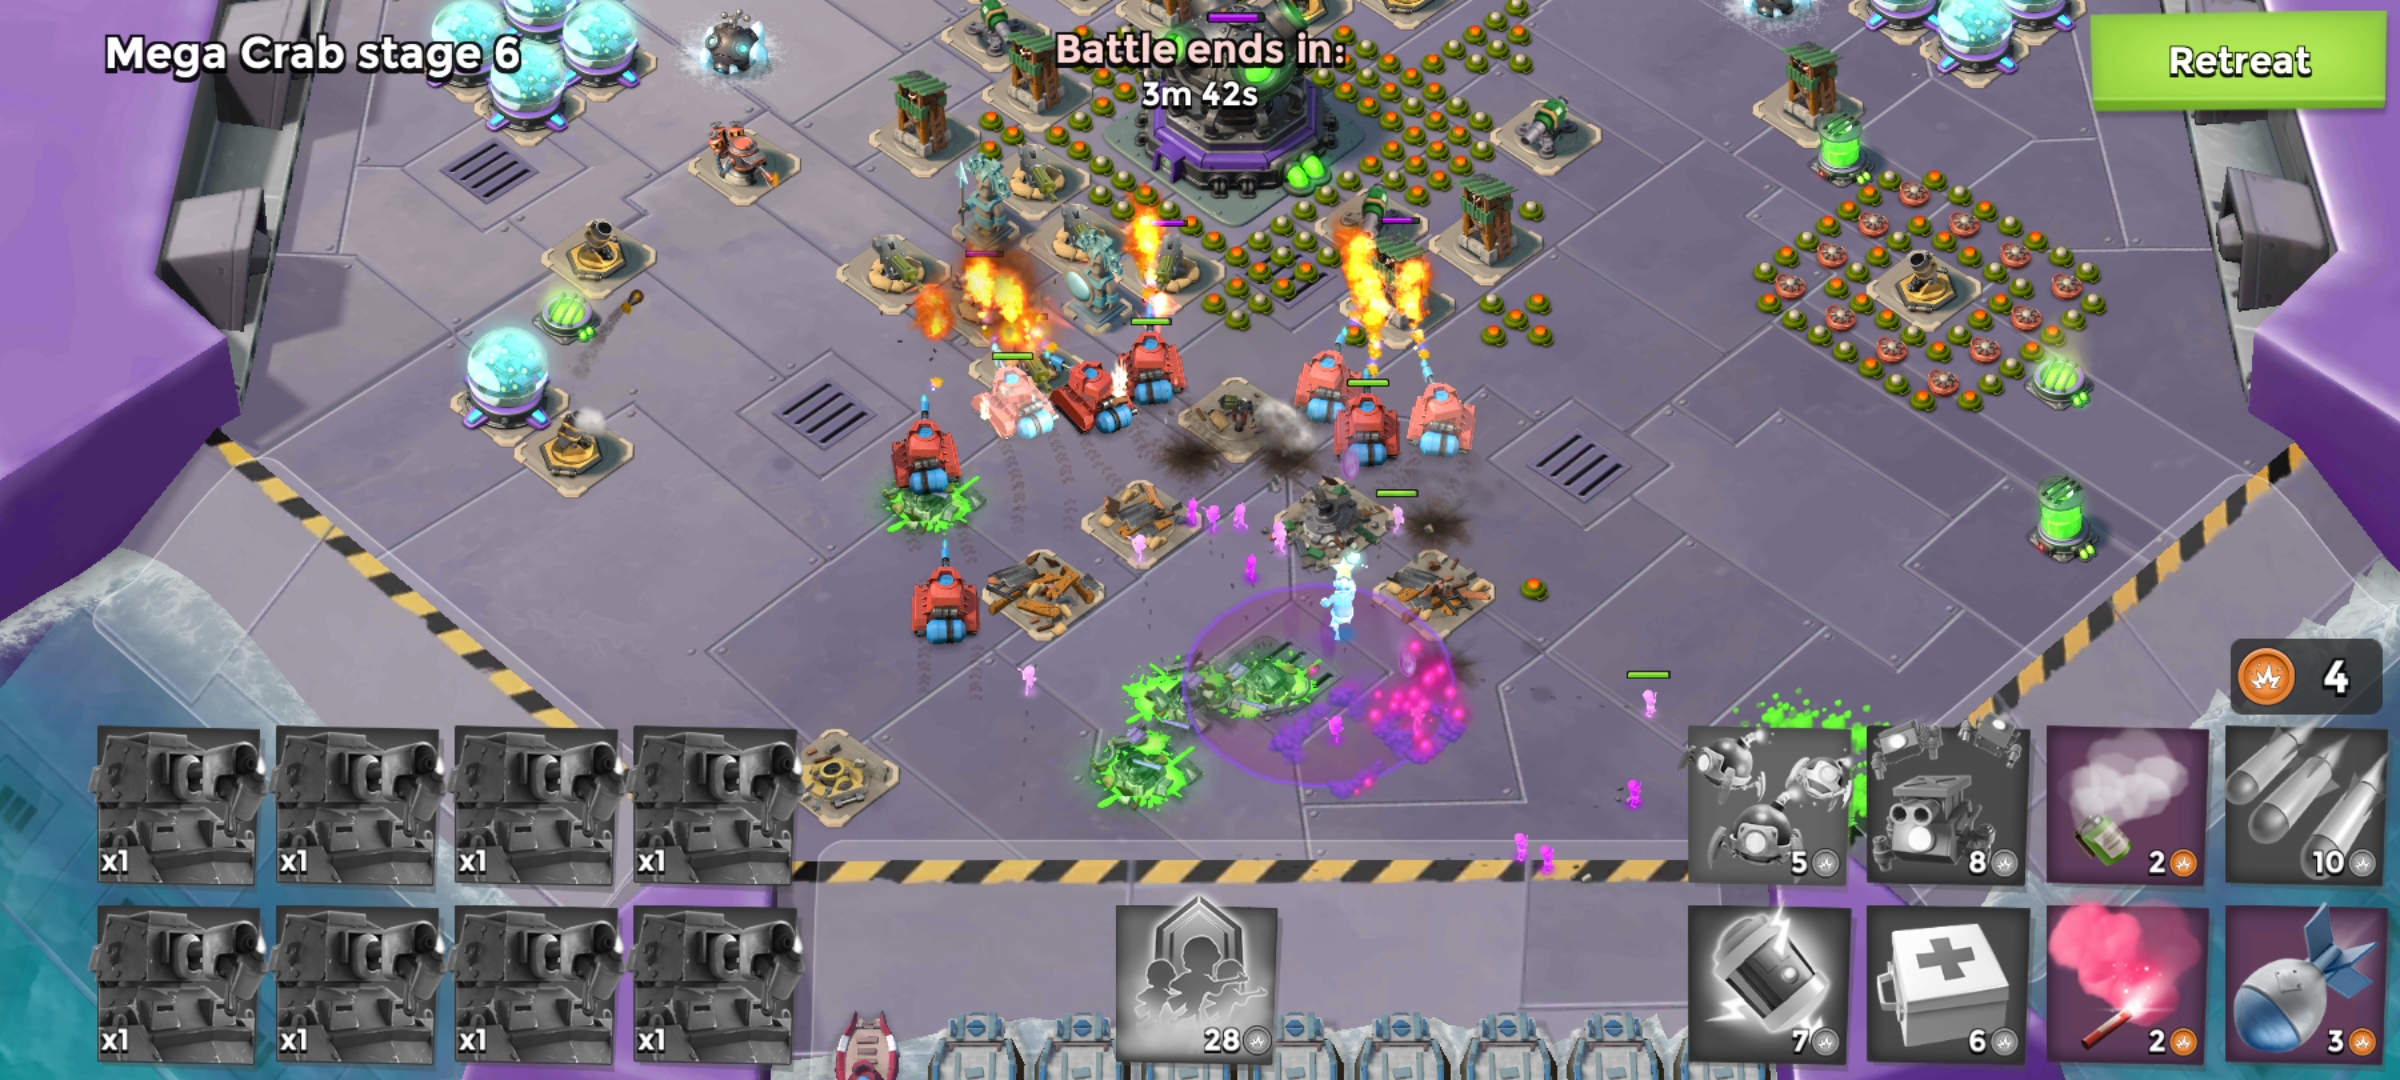 Mega Crab stage 6
Battle ends in:
3m 42s
Retreat
4
x1
x1
x1
x1
5
8
2
10
x1
x1
x1
x1
28
7
6
2
3